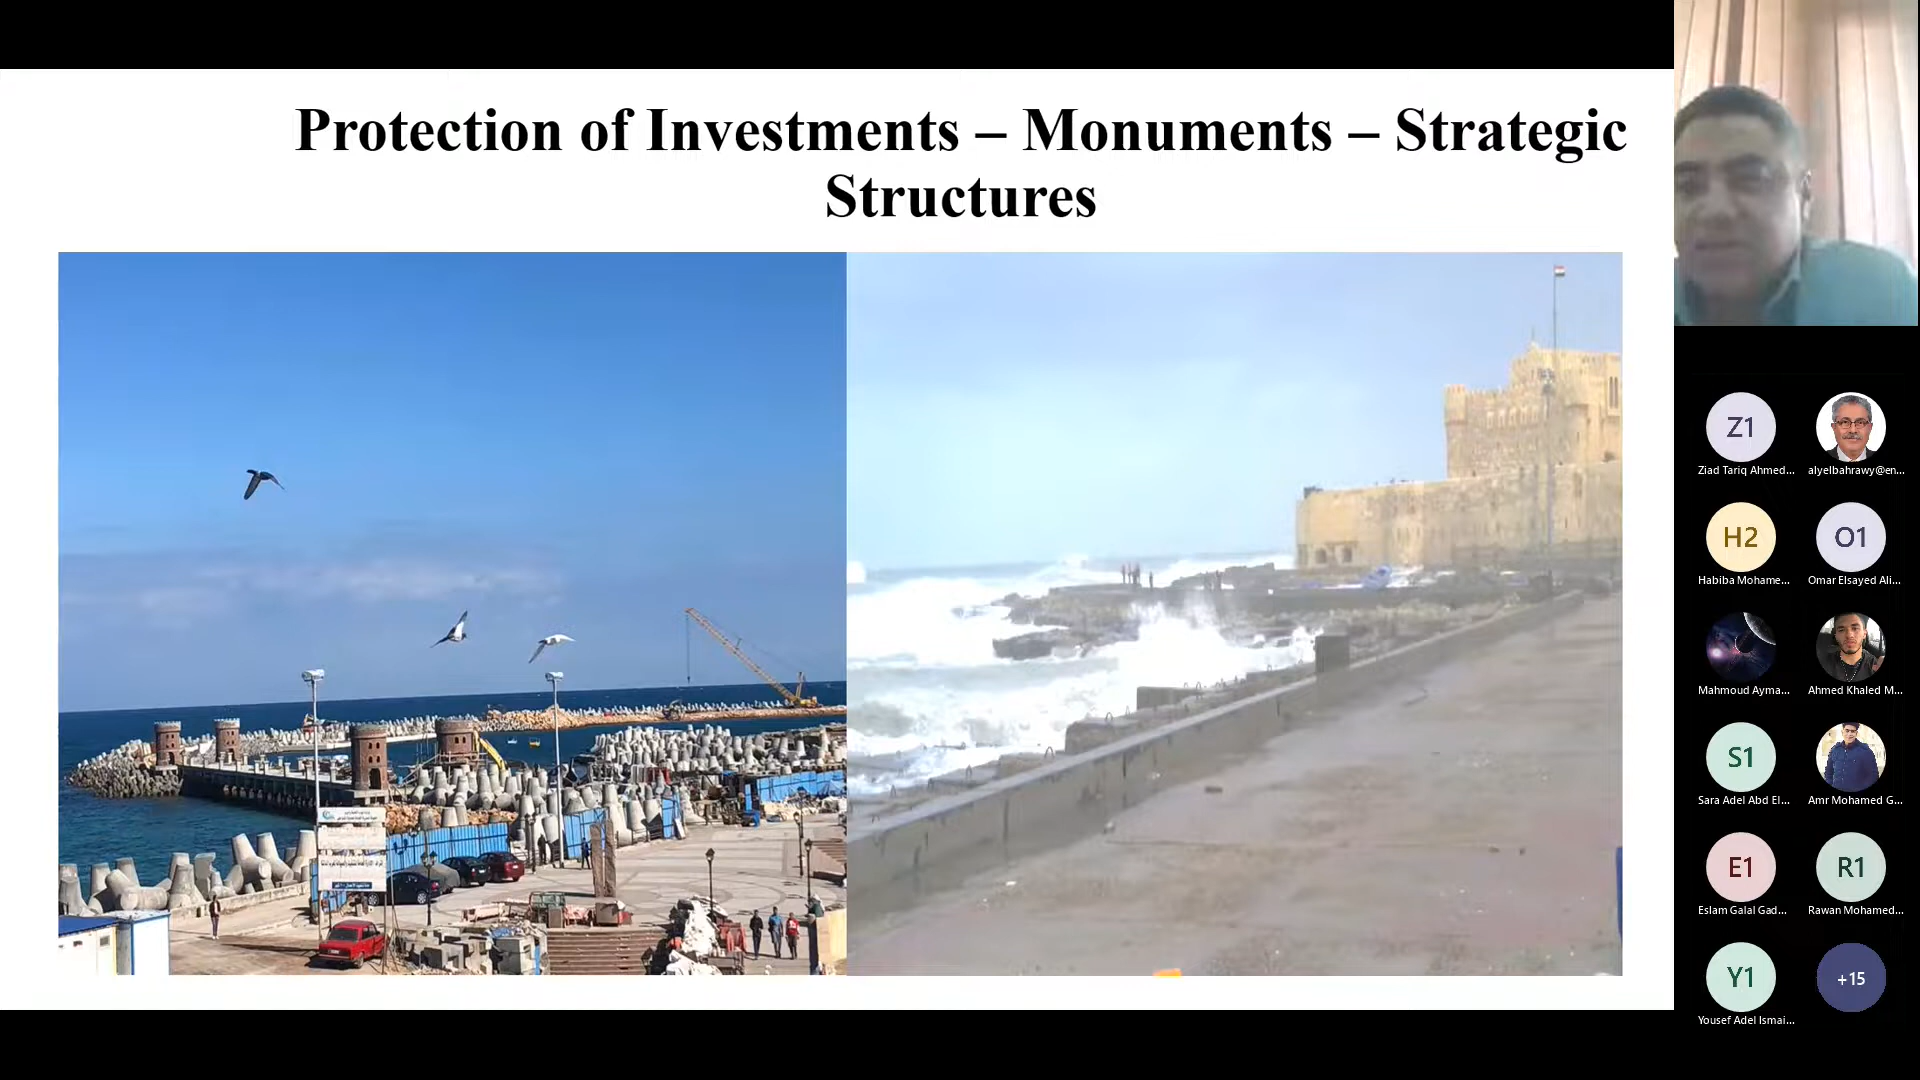 Protection of Investments – Monuments – Strategic
Structures
Z1
Ziad Tariq Ahmed...
alyelbahrawy@en...
H2
Habiba Mohame...
O1
Omar Elsayed Ali...
Mahmoud Ayma...
Ahmed Khaled M...
S1
Sara Adel Abd El...
Amr Mohamed G...
E1
Eslam Galal Gad...
R1
Rawan Mohamed...
Y1
Yousef Adel Ismai...
+15